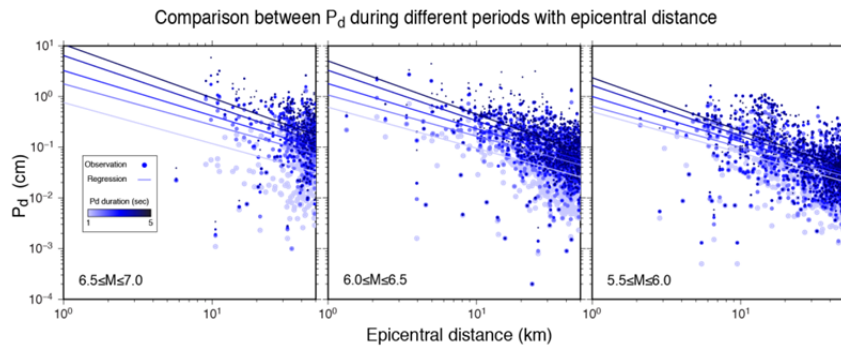 Comparison between Pd during different periods with epicentral distance
Pd (cm)
10^1
10^0
10^-1
10^-2
10^-3
10^-4
Observation
Regression
Pd duration (sec)
1 5
6.5≤M≤7.0
6.0≤M≤6.5
5.5≤M≤6.0
10^0 10^1 10^0 10^1 10^0 10^1
Epicentral distance (km)